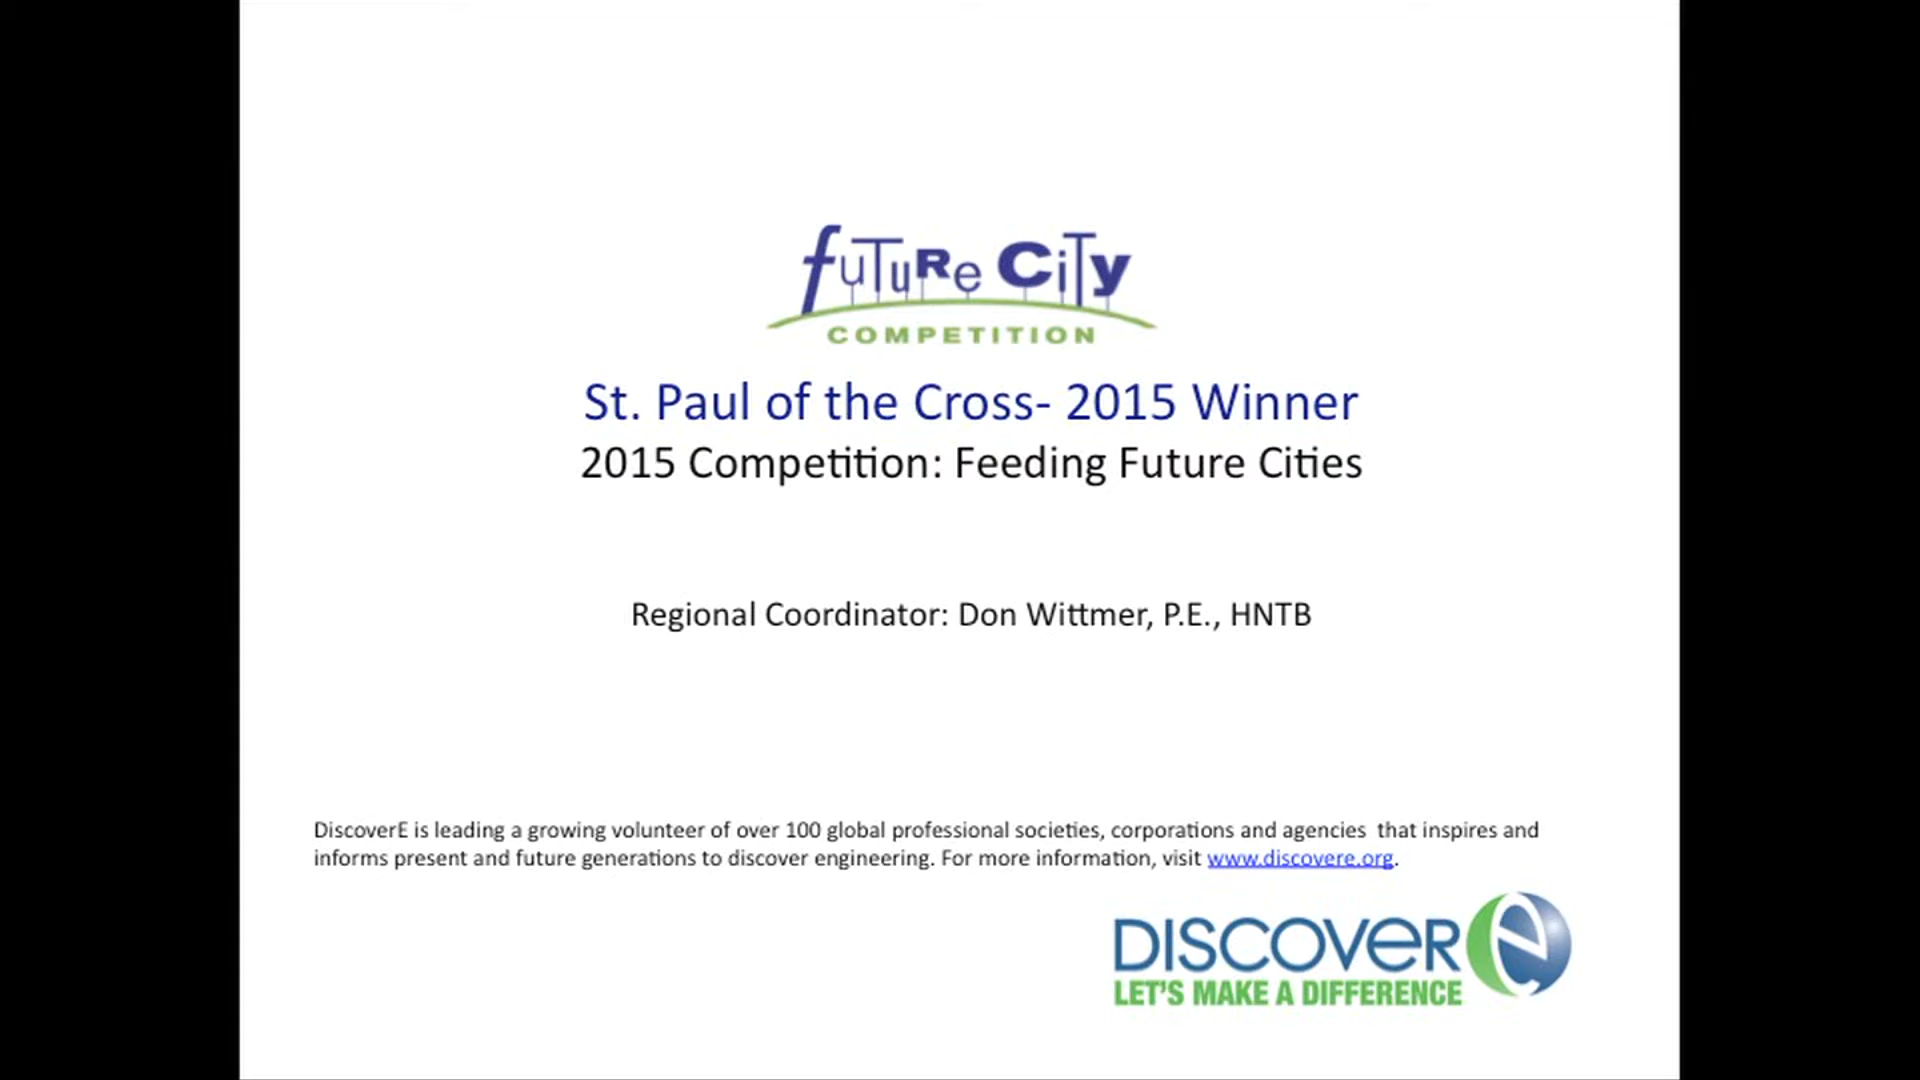 fuTuRe CiTy
COMPETITION
St. Paul of the Cross- 2015 Winner
2015 Competition: Feeding Future Cities
Regional Coordinator: Don Wittmer, P.E., HNTB
DiscoverE is leading a growing volunteer of over 100 global professional societies, corporations and agencies  that inspires and
informs present and future generations to discover engineering. For more information, visit www.discovere.org.
DISCOVeR e
LET'S MAKE A DIFFERENCE